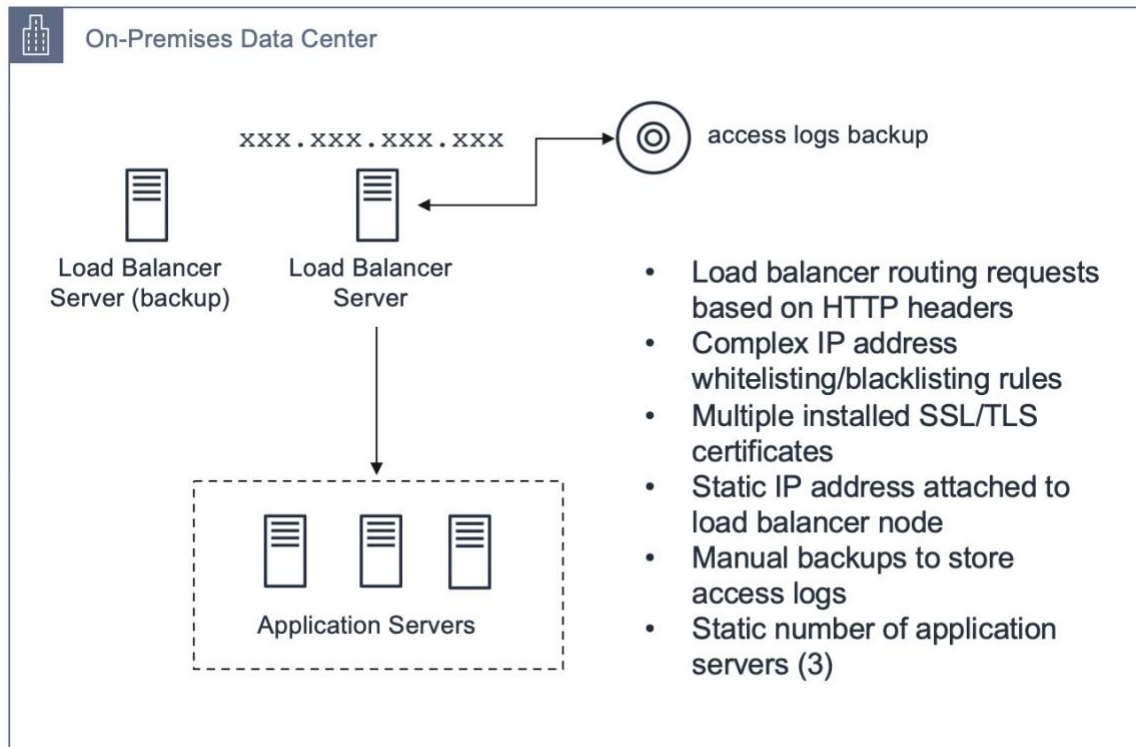 On-Premises Data Center
xxx.xxx.xxx.xxx
access logs backup
Load Balancer
Server (backup)
Load Balancer
Server
Application Servers
• Load balancer routing requests
based on HTTP headers
• Complex IP address
whitelisting/blacklisting rules
• Multiple installed SSL/TLS
certificates
• Static IP address attached to
load balancer node
• Manual backups to store
access logs
• Static number of application
servers (3)